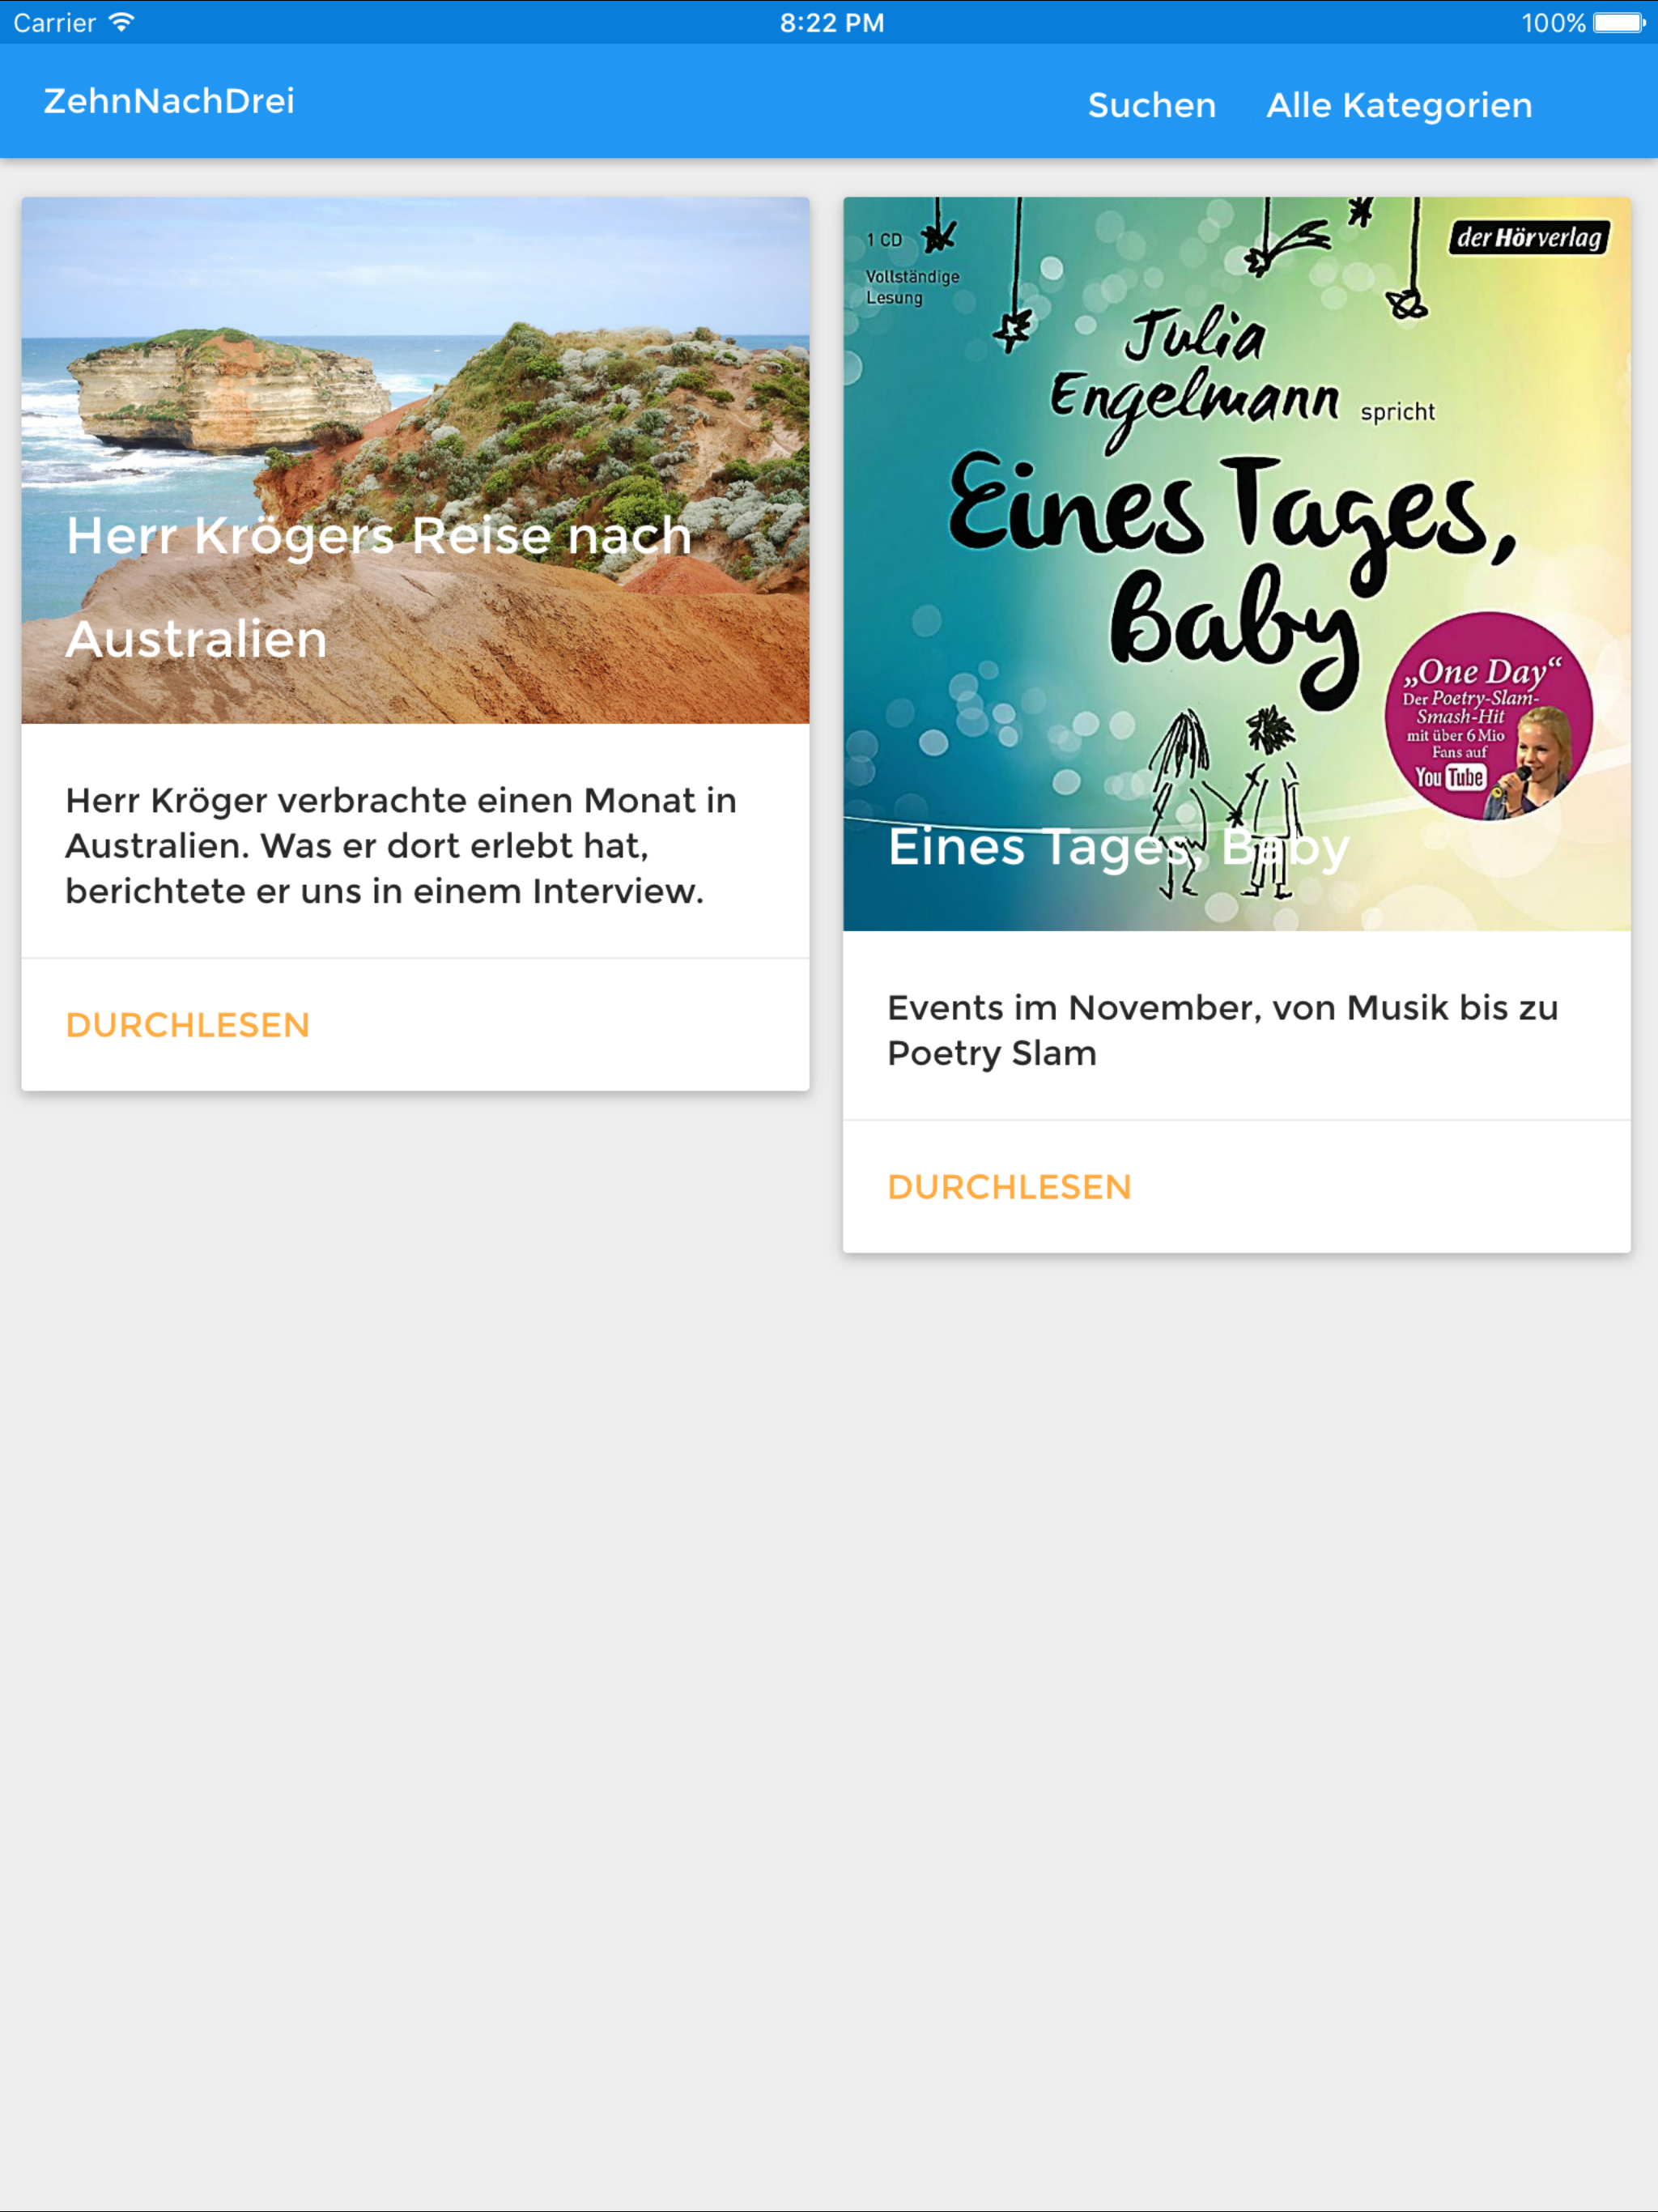 Carrier
8:22 PM
100%
ZehnNachDrei
Suchen
Alle Kategorien
Herr Krögers Reise nach
Australien
Herr Kröger verbrachte einen Monat in
Australien. Was er dort erlebt hat,
berichtete er uns in einem Interview.
DURCHLESEN
1 CD
Vollständige
Lesung
der Hörverlag
Julia
Engelmann spricht
Eines Tages,
Baby
„One Day“
Der Poetry-Slam-
Smash-Hit
mit über 6 Mio
Fans auf
You Tube
Eines Tages, Baby
Events im November, von Musik bis zu
Poetry Slam
DURCHLESEN